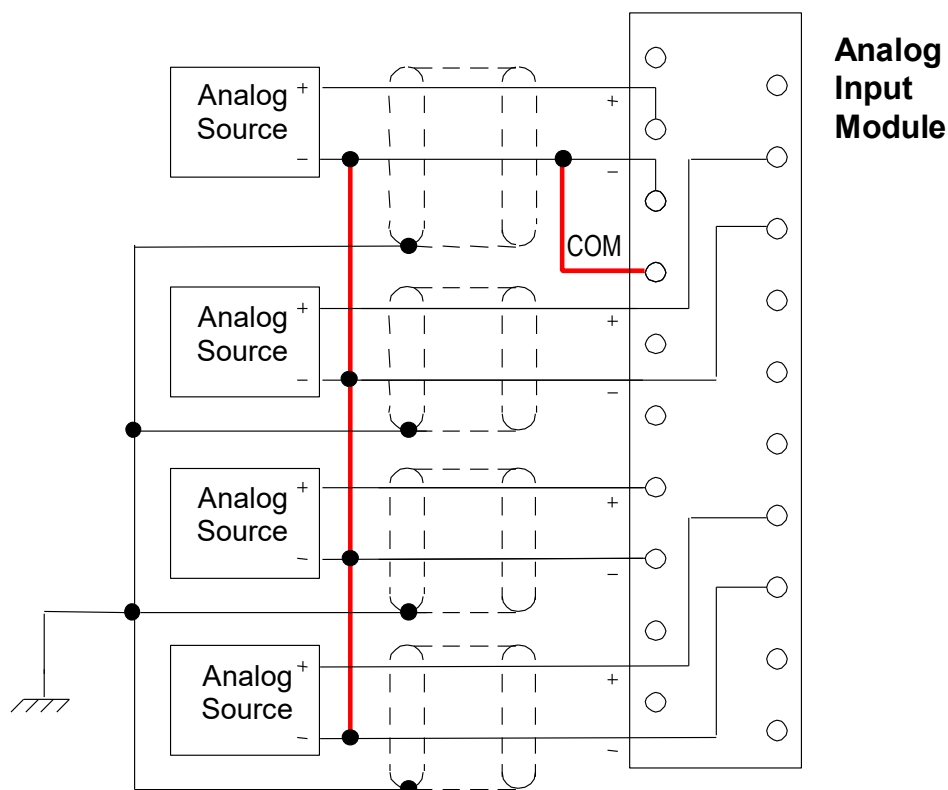 Analog
Input
Module
Analog
Source
+
−
+
−
COM
Analog
Source
+
−
+
−
Analog
Source
+
−
+
−
Analog
Source
+
−
+
−